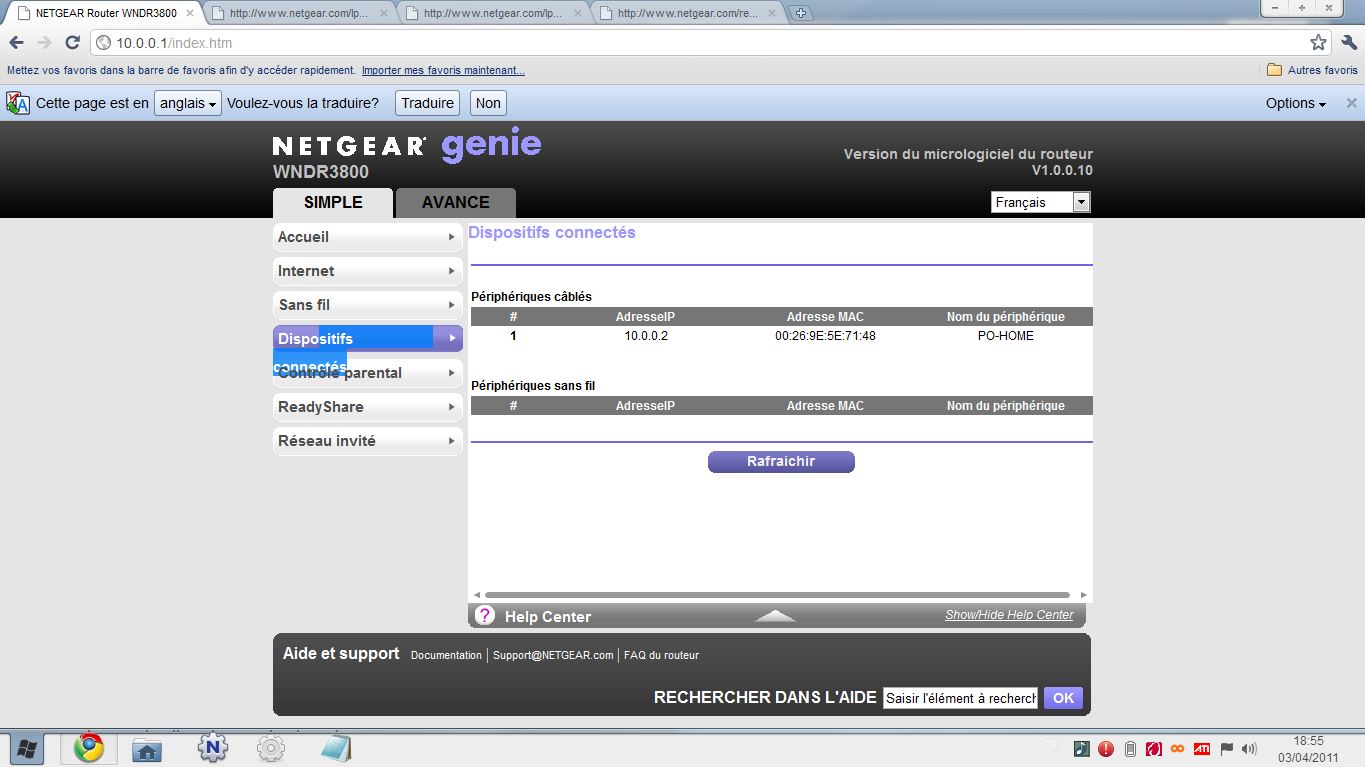 NETGEAR Router WNDR3800
http://www.netgear.com/lp...
http://www.netgear.com/lp...
http://www.netgear.com/re...
10.0.0.1/index.htm
Mettez vos favoris dans la barre de favoris afin d'y accéder rapidement. Importer mes favoris maintenant...
Autres favoris
Cette page est en anglais Voulez-vous la traduire? Traduire Non
Options
NETGEAR genie
WNDR3800
Version du micrologiciel du routeur
V1.0.0.10
SIMPLE
AVANCE
Français
Accueil
Internet
Sans fil
Dispositifs
connectés
Contrôle parental
ReadyShare
Réseau invité
Dispositifs connectés
Périphériques câblés
# AdresseIP Adresse MAC Nom du périphérique
1 10.0.0.2 00:26:9E:5E:71:48 PO-HOME
Périphériques sans fil
# AdresseIP Adresse MAC Nom du périphérique
Rafraichir
? Help Center
Show/Hide Help Center
Aide et support Documentation | Support@NETGEAR.com | FAQ du routeur
RECHERCHER DANS L'AIDE Saisir l'élément à recherch OK
N
ATI
18:55
03/04/2011